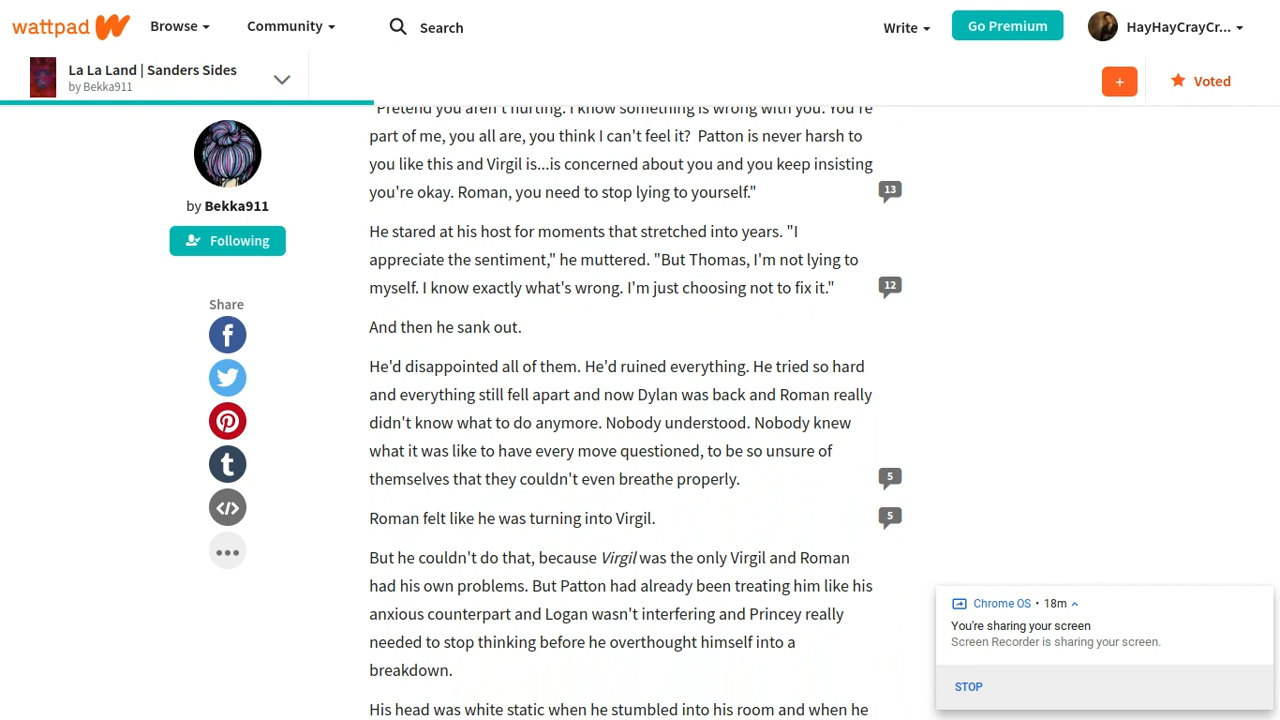 wattpad
Browse
Community
Search
Write
Go Premium
HayHayCrayCr...
La La Land | Sanders Sides
by Bekka911
+
Voted
"Pretend you aren't hurting. I know something is wrong with you. You're
part of me, you all are, you think I can't feel it?  Patton is never harsh to
you like this and Virgil is...is concerned about you and you keep insisting
you're okay. Roman, you need to stop lying to yourself."
13
by Bekka911
Following
He stared at his host for moments that stretched into years. "I
appreciate the sentiment," he muttered. "But Thomas, I'm not lying to
myself. I know exactly what's wrong. I'm just choosing not to fix it."
12
Share
And then he sank out.
He'd disappointed all of them. He'd ruined everything. He tried so hard
and everything still fell apart and now Dylan was back and Roman really
didn't know what to do anymore. Nobody understood. Nobody knew
what it was like to have every move questioned, to be so unsure of
themselves that they couldn't even breathe properly.
5
Roman felt like he was turning into Virgil.
5
But he couldn't do that, because Virgil was the only Virgil and Roman
had his own problems. But Patton had already been treating him like his
anxious counterpart and Logan wasn't interfering and Princey really
needed to stop thinking before he overthought himself into a
breakdown.
His head was white static when he stumbled into his room and when he
Chrome OS • 18m
You're sharing your screen
Screen Recorder is sharing your screen.
STOP